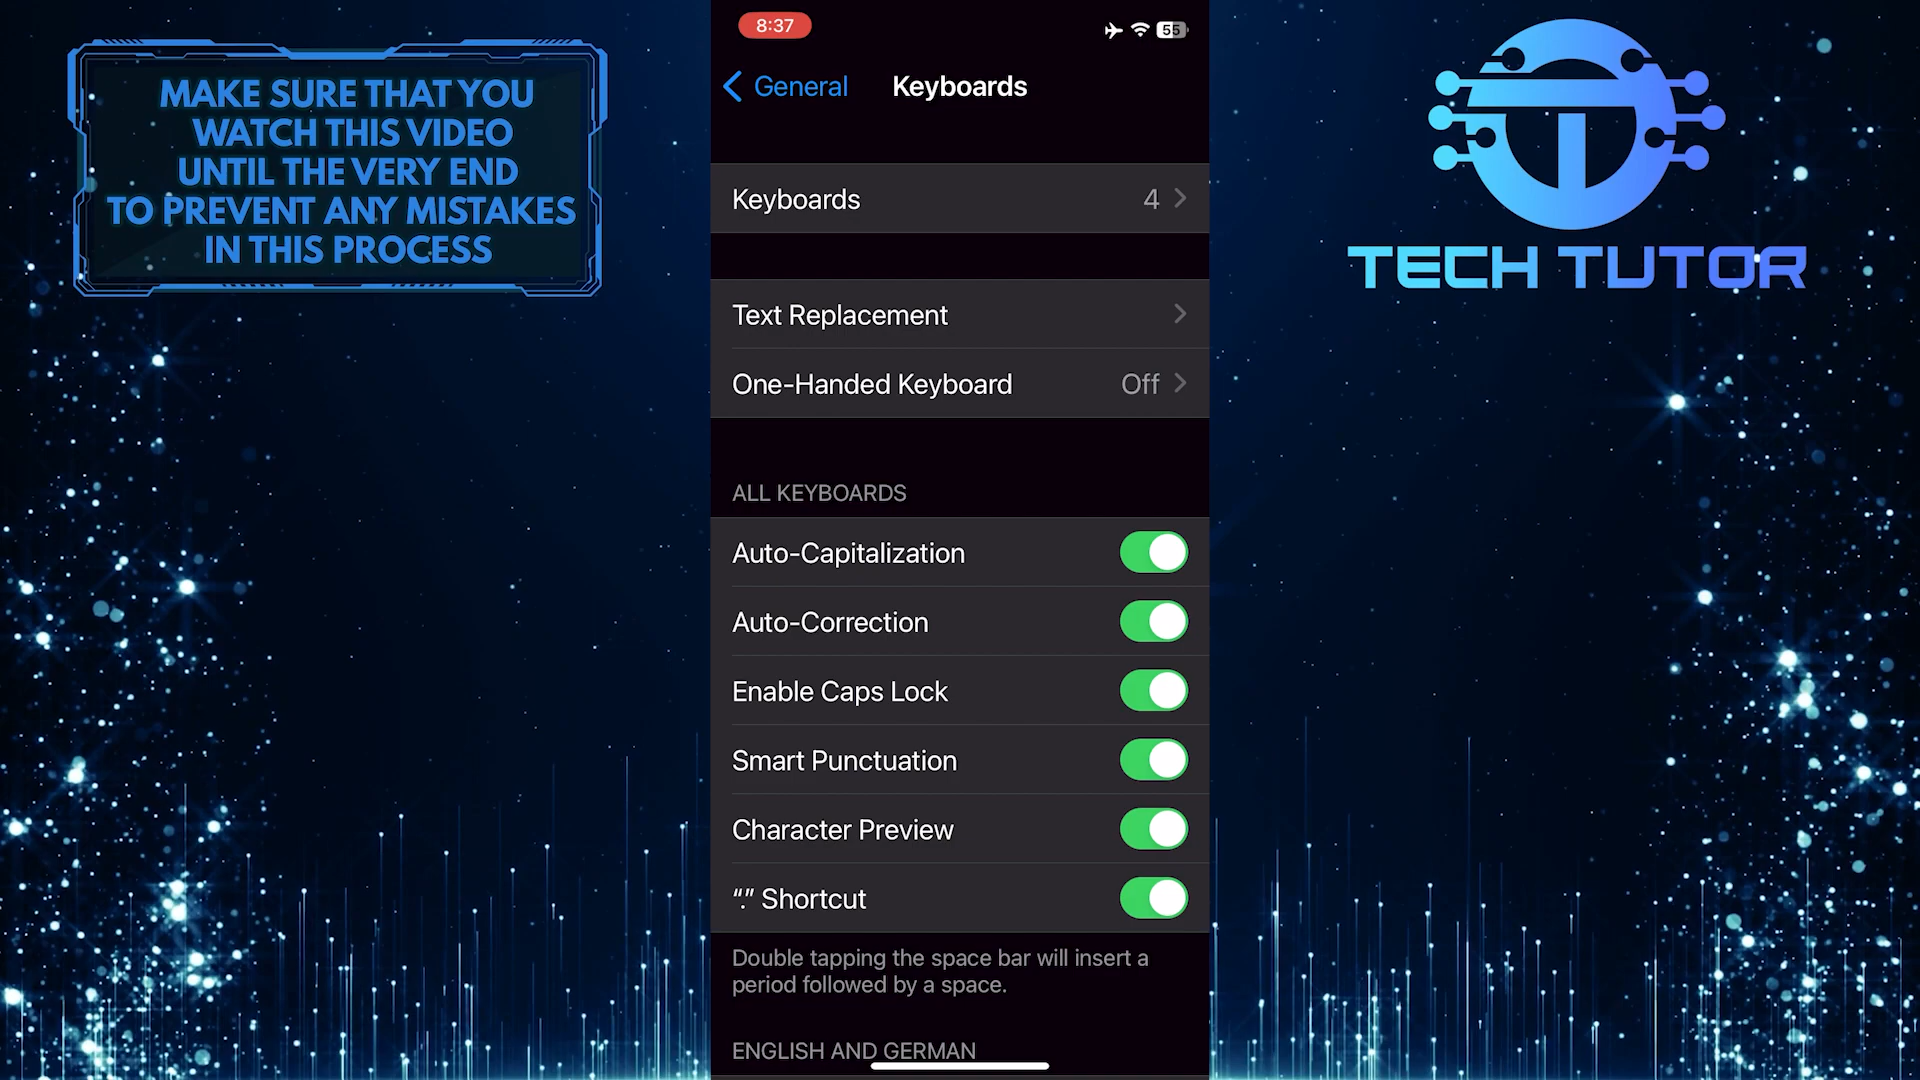 MAKE SURE THAT YOU
WATCH THIS VIDEO
UNTIL THE VERY END
TO PREVENT ANY MISTAKES
IN THIS PROCESS
8:37
55
General
Keyboards
Keyboards 4
Text Replacement
One-Handed Keyboard Off
ALL KEYBOARDS
Auto-Capitalization
Auto-Correction
Enable Caps Lock
Smart Punctuation
Character Preview
“.” Shortcut
Double tapping the space bar will insert a
period followed by a space.
ENGLISH AND GERMAN
TECH TUTOR